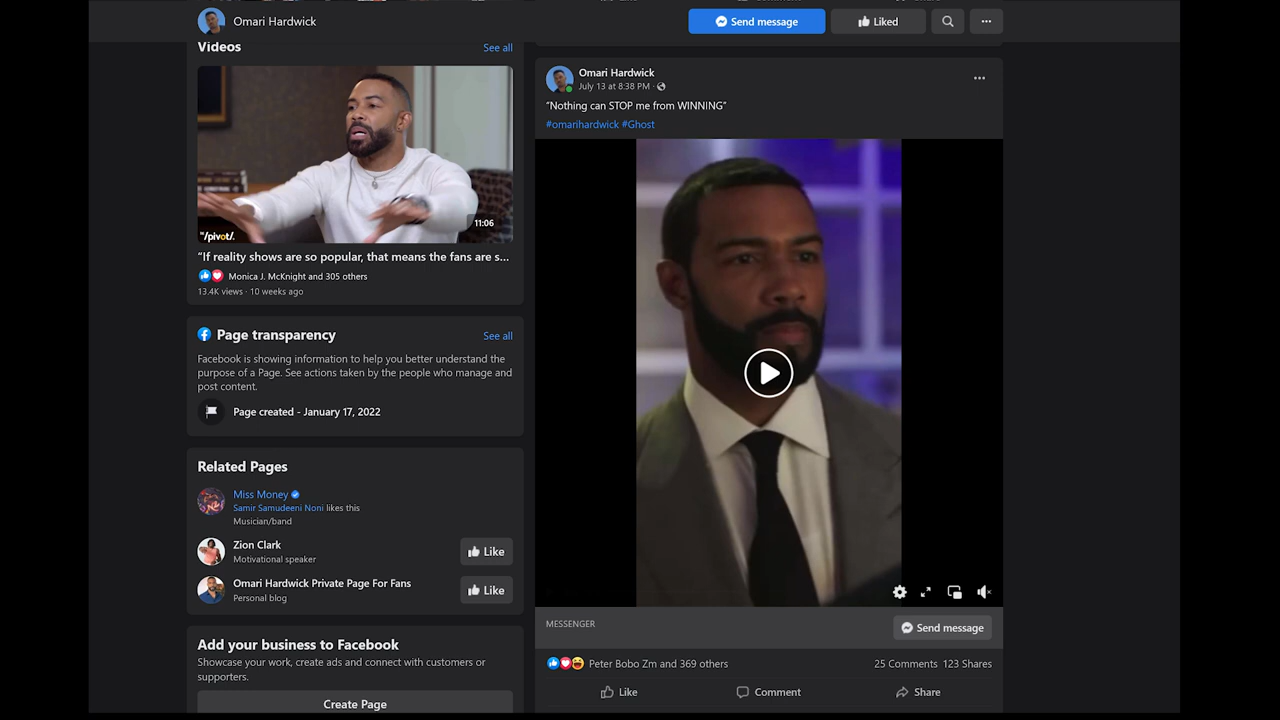 Omari Hardwick
Send message
Liked
Videos
See all
11:06
"/pivot/.
“If reality shows are so popular, that means the fans are s...
Monica J. McKnight and 305 others
13.4K views · 10 weeks ago
Page transparency
See all
Facebook is showing information to help you better understand the
purpose of a Page. See actions taken by the people who manage and
post content.
Page created - January 17, 2022
Related Pages
Miss Money
Samir Samudeeni Noni likes this
Musician/band
Zion Clark
Motivational speaker
Like
Omari Hardwick Private Page For Fans
Personal blog
Like
Add your business to Facebook
Showcase your work, create ads and connect with customers or
supporters.
Create Page
Omari Hardwick
July 13 at 8:38 PM ·
“Nothing can STOP me from WINNING”
#omarihardwick #Ghost
MESSENGER
Send message
Peter Bobo Zm and 369 others
25 Comments 123 Shares
Like
Comment
Share